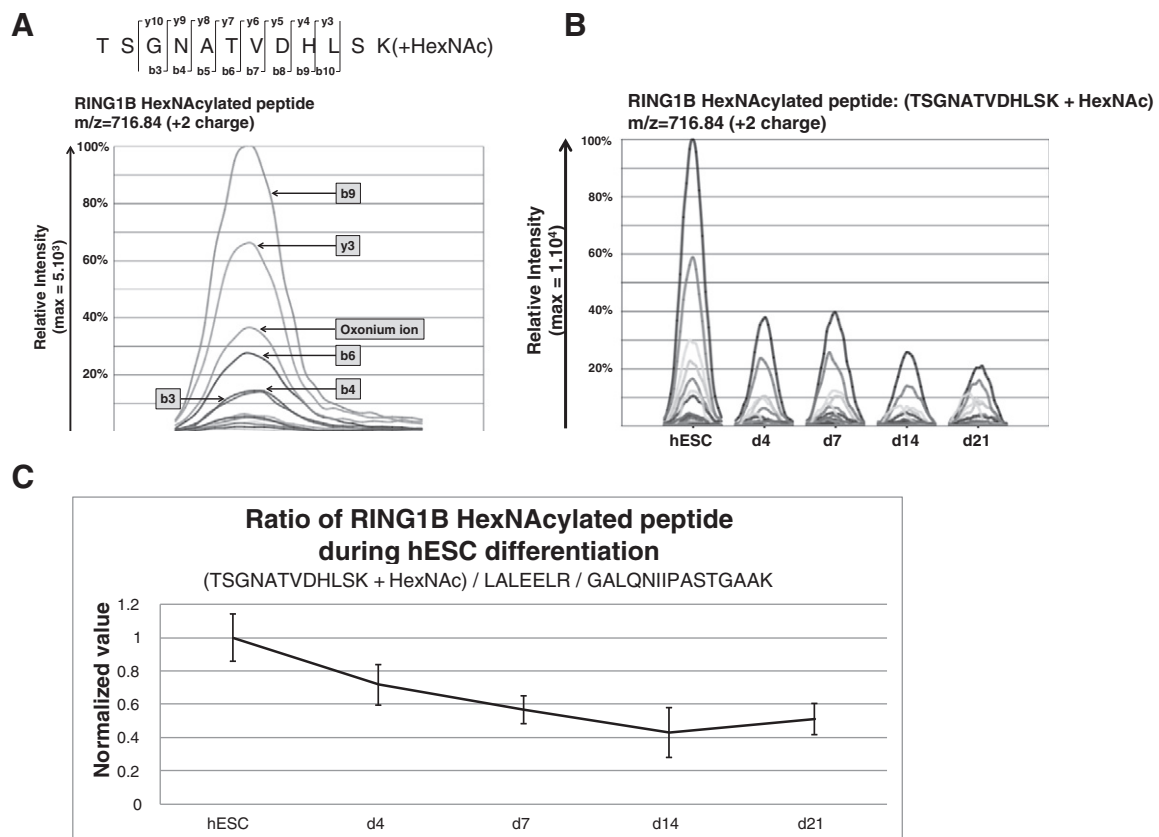 A
y10 y9 y8 y7 y6 y5 y4 y3
T S G N A T V D H L S K(+HexNAc)
b3 b4 b5 b6 b7 b8 b9 b10
RING1B HexNAcylated peptide
m/z=716.84 (+2 charge)
Relative Intensity
(max = 5.10³)
100%
80%
60%
40%
20%
b9
y3
Oxonium ion
b6
b4
b3
B
RING1B HexNAcylated peptide: (TSGNATVDHLSK + HexNAc)
m/z=716.84 (+2 charge)
Relative Intensity
(max = 1.10⁴)
100%
80%
60%
40%
20%
hESC d4 d7 d14 d21
C
Ratio of RING1B HexNAcylated peptide
during hESC differentiation
(TSGNATVDHLSK + HexNAc) / LALEELR / GALQNIIPASTGAAK
Normalized value
1.2
1
0.8
0.6
0.4
0.2
0
hESC d4 d7 d14 d21